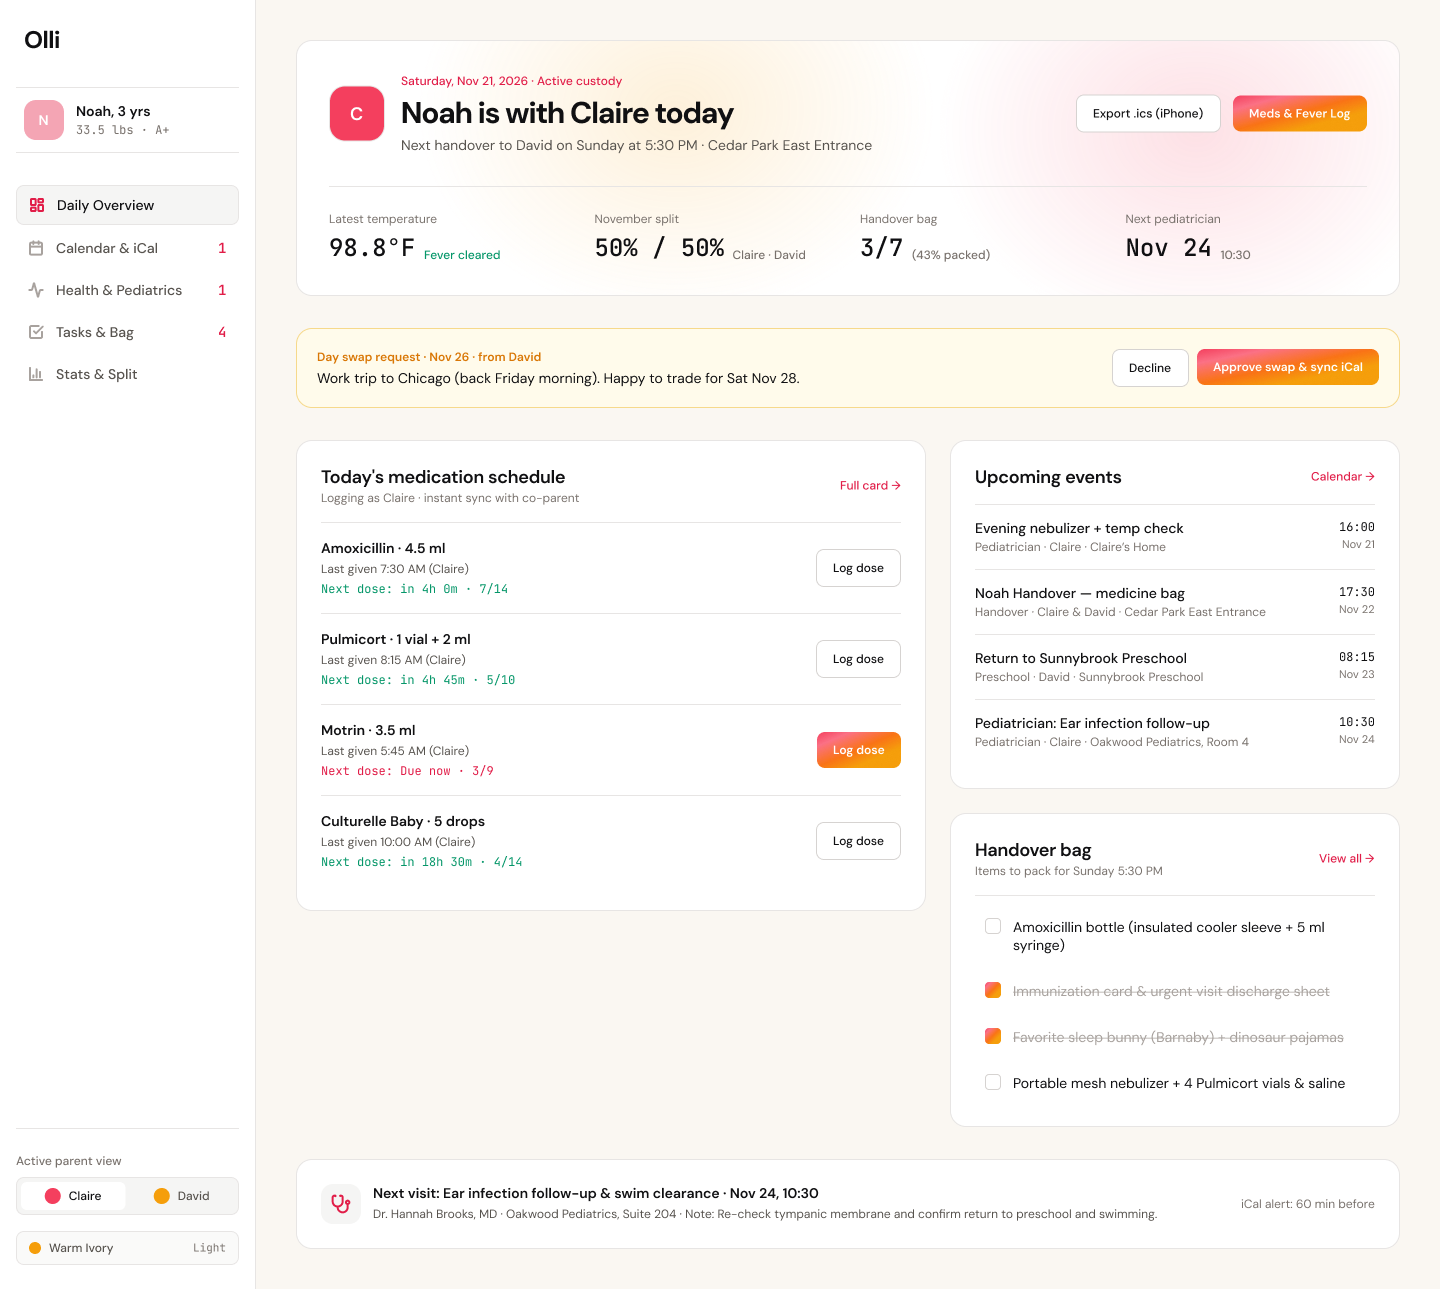 Olli
N
Noah, 3 yrs
33.5 lbs · A+
Daily Overview
Calendar & iCal 1
Health & Pediatrics 1
Tasks & Bag 4
Stats & Split
Active parent view
Claire
David
Warm Ivory Light
C
Saturday, Nov 21, 2026 · Active custody
Noah is with Claire today
Next handover to David on Sunday at 5:30 PM · Cedar Park East Entrance
Export .ics (iPhone)
Meds & Fever Log
Latest temperature
98.8°F Fever cleared
November split
50% / 50% Claire · David
Handover bag
3/7 (43% packed)
Next pediatrician
Nov 24 10:30
Day swap request · Nov 26 · from David
Work trip to Chicago (back Friday morning). Happy to trade for Sat Nov 28.
Decline
Approve swap & sync iCal
Today's medication schedule
Logging as Claire · instant sync with co-parent
Full card →
Amoxicillin · 4.5 ml
Last given 7:30 AM (Claire)
Next dose: in 4h 0m · 7/14
Log dose
Pulmicort · 1 vial + 2 ml
Last given 8:15 AM (Claire)
Next dose: in 4h 45m · 5/10
Log dose
Motrin · 3.5 ml
Last given 5:45 AM (Claire)
Next dose: Due now · 3/9
Log dose
Culturelle Baby · 5 drops
Last given 10:00 AM (Claire)
Next dose: in 18h 30m · 4/14
Log dose
Upcoming events
Calendar →
Evening nebulizer + temp check
Pediatrician · Claire · Claire's Home
16:00
Nov 21
Noah Handover — medicine bag
Handover · Claire & David · Cedar Park East Entrance
17:30
Nov 22
Return to Sunnybrook Preschool
Preschool · David · Sunnybrook Preschool
08:15
Nov 23
Pediatrician: Ear infection follow-up
Pediatrician · Claire · Oakwood Pediatrics, Room 4
10:30
Nov 24
Handover bag
Items to pack for Sunday 5:30 PM
View all →
Amoxicillin bottle (insulated cooler sleeve + 5 ml
syringe)
Immunization card & urgent visit discharge sheet
Favorite sleep bunny (Barnaby) + dinosaur pajamas
Portable mesh nebulizer + 4 Pulmicort vials & saline
Next visit: Ear infection follow-up & swim clearance · Nov 24, 10:30
Dr. Hannah Brooks, MD · Oakwood Pediatrics, Suite 204 · Note: Re-check tympanic membrane and confirm return to preschool and swimming.
iCal alert: 60 min before